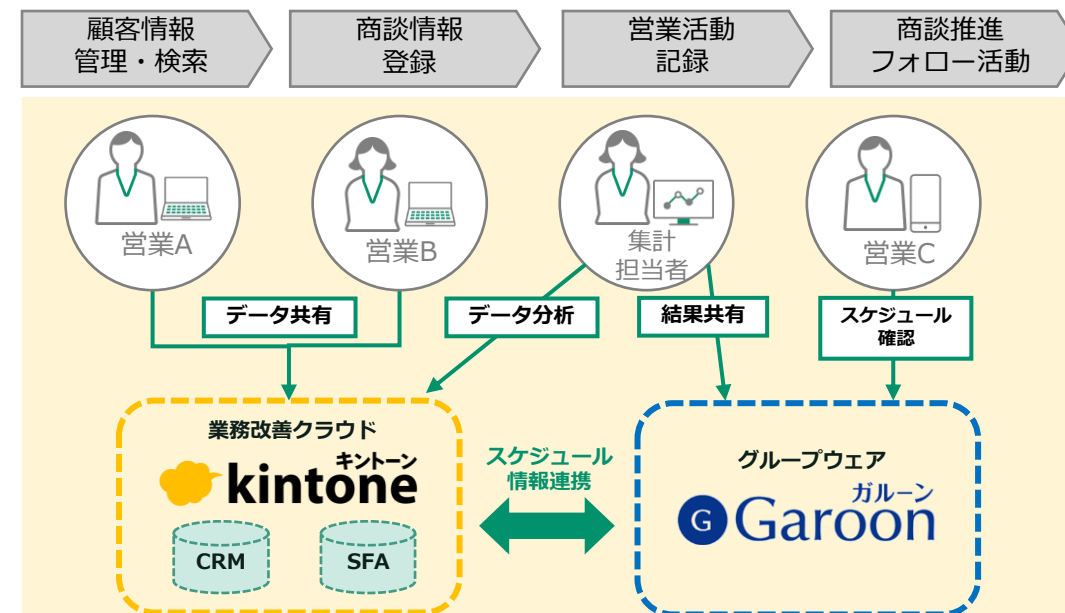 顧客情報
管理・検索
商談情報
登録
営業活動
記録
商談推進
フォロー活動
営業A
営業B
集計
担当者
営業C
データ共有
データ分析
結果共有
スケジュール
確認
業務改善クラウド
キントーン
kintone
CRM
SFA
スケジュール
情報連携
グループウェア
ガルーン
G Garoon